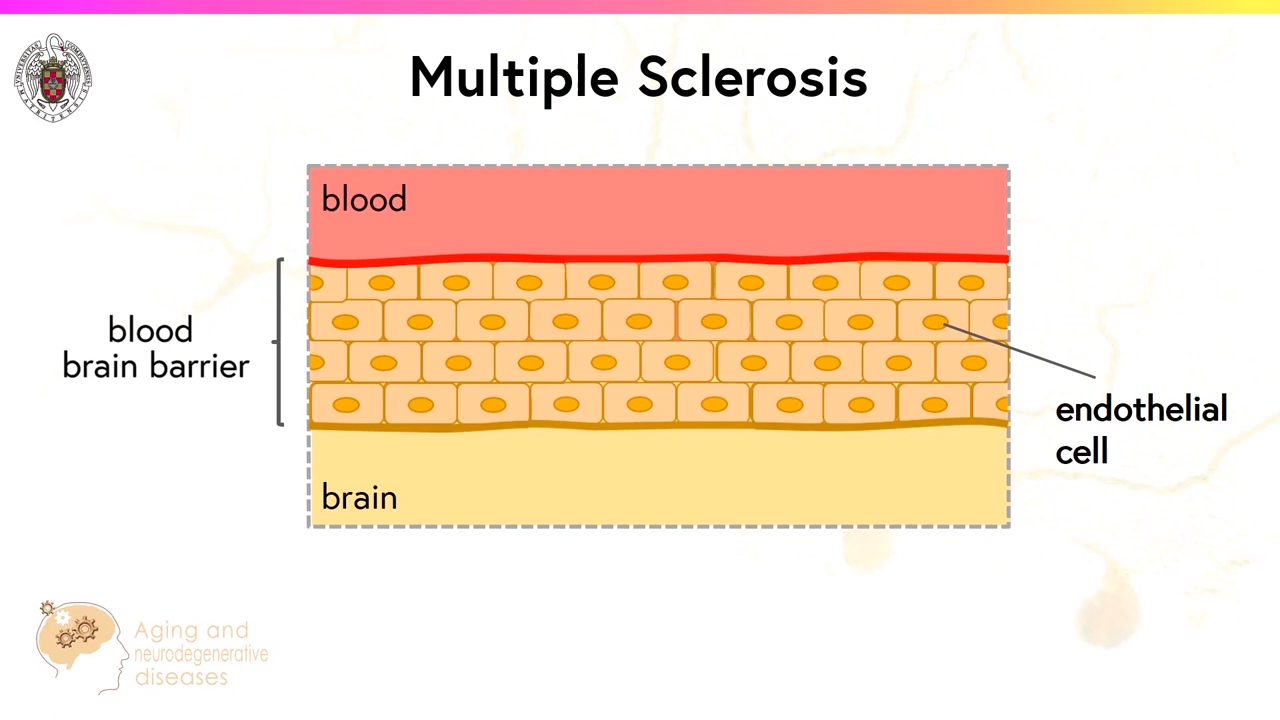 Multiple Sclerosis
blood
blood
brain barrier
endothelial
cell
brain
Aging and
neurodegenerative
diseases